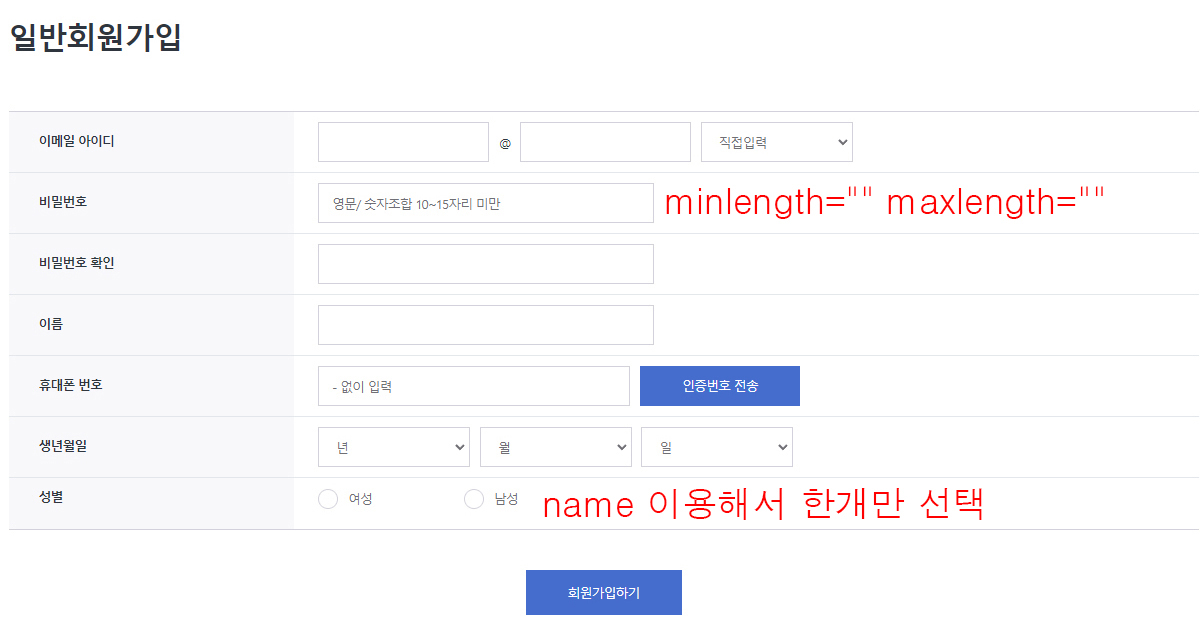 일반회원가입
이메일 아이디 @ 직접입력
비밀번호 영문/ 숫자조합 10~15자리 미만 minlength="" maxlength=""
비밀번호 확인
이름
휴대폰 번호 - 없이 입력 인증번호 전송
생년월일 년 월 일
성별 여성 남성 name 이용해서 한개만 선택
회원가입하기